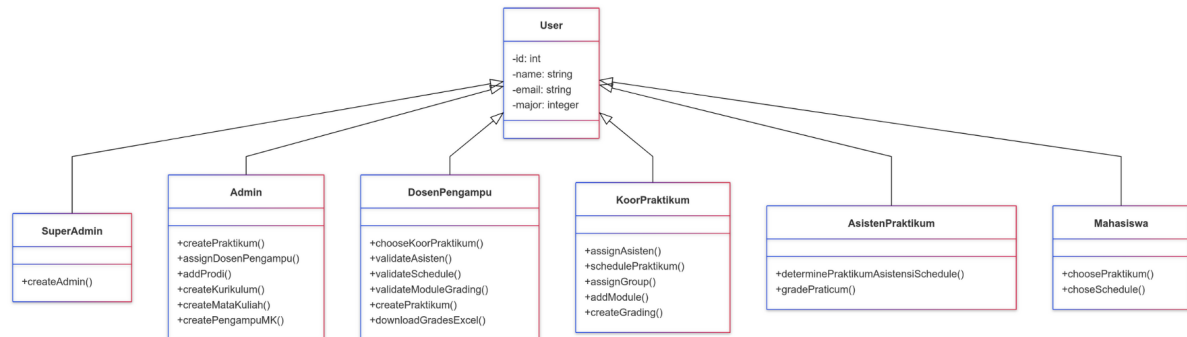 User
-id: int
-name: string
-email: string
-major: integer
SuperAdmin
+createAdmin()
Admin
+createPraktikum()
+assignDosenPengampu()
+addProdi()
+createKurikulum()
+createMataKuliah()
+createPengampuMK()
DosenPengampu
+chooseKoorPraktikum()
+validateAsisten()
+validateSchedule()
+validateModuleGrading()
+createPraktikum()
+downloadGradesExcel()
KoorPraktikum
+assignAsisten()
+schedulePraktikum()
+assignGroup()
+addModule()
+createGrading()
AsistenPraktikum
+determinePraktikumAsistensiSchedule()
+gradePraticum()
Mahasiswa
+choosePraktikum()
+choseSchedule()